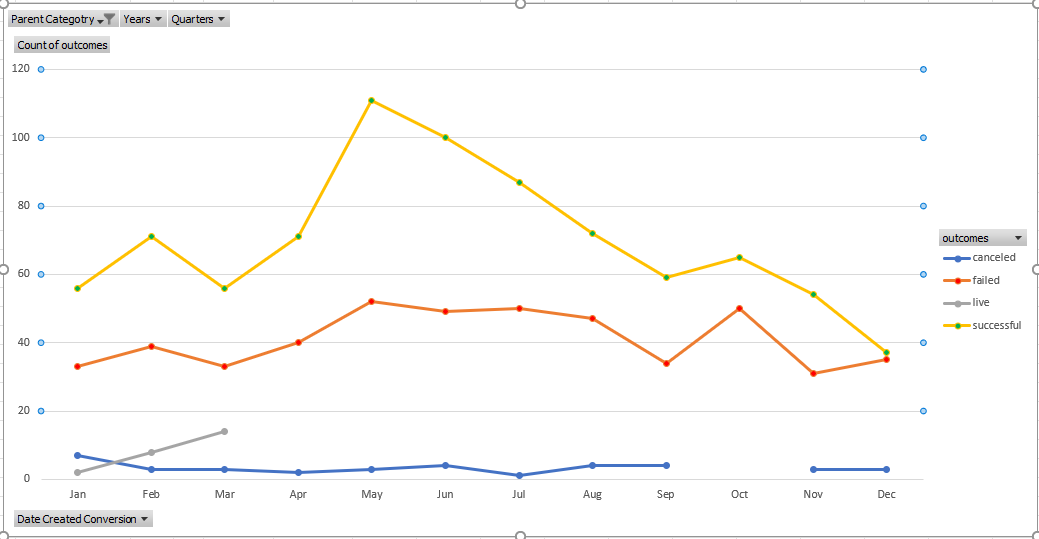 Parent Categotry Years Quarters
Count of outcomes
120
100
80
60
40
20
0
Jan Feb Mar Apr May Jun Jul Aug Sep Oct Nov Dec
outcomes
canceled
failed
live
successful
Date Created Conversion